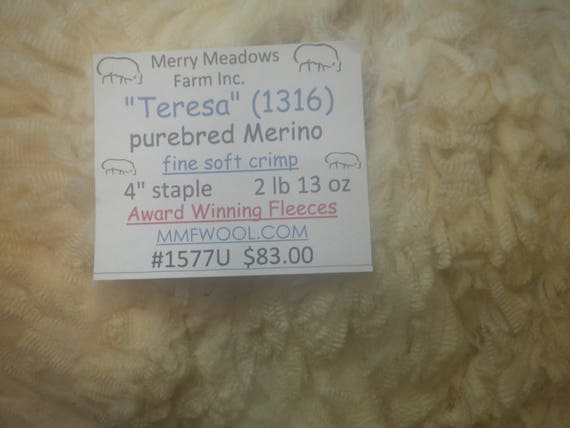 Merry Meadows
Farm Inc.
"Teresa" (1316)
purebred Merino
fine soft crimp
4" staple 2 lb 13 oz
Award Winning Fleeces
MMFWOOL.COM
#1577U $83.00